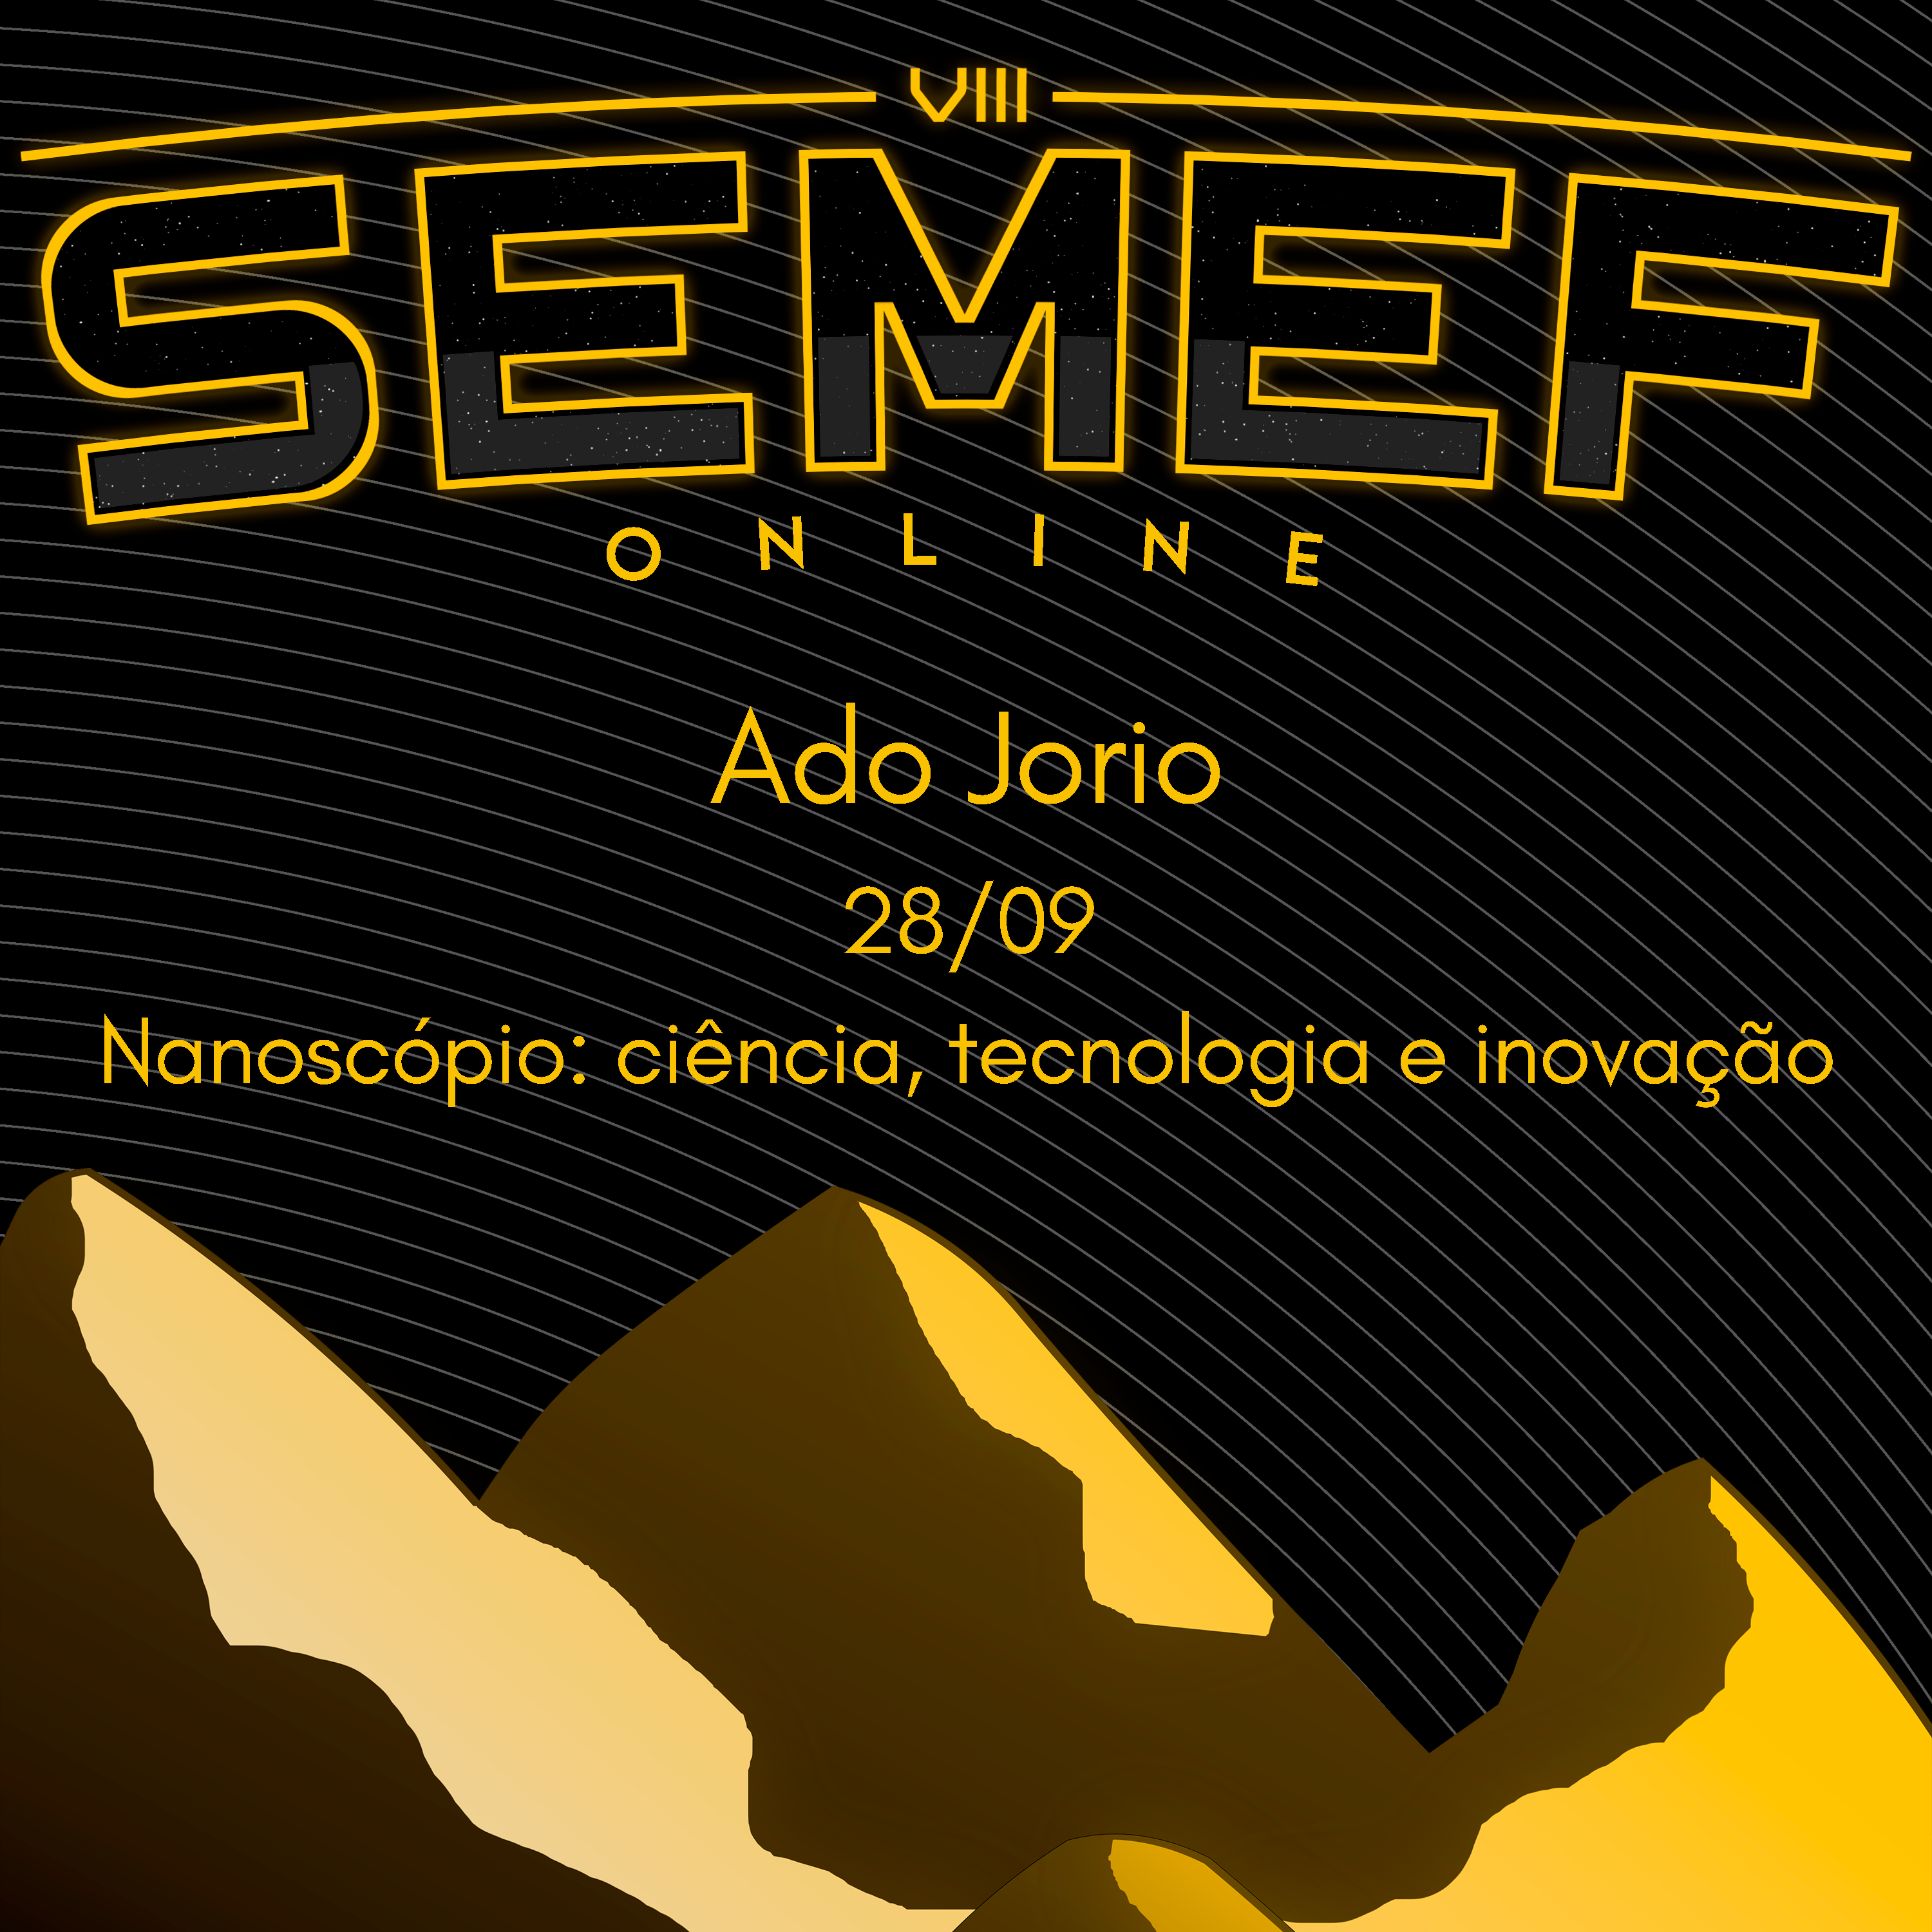 VIII
SEMEF
ONLINE
Ado Jorio
28/09
Nanoscópio: ciência, tecnologia e inovação